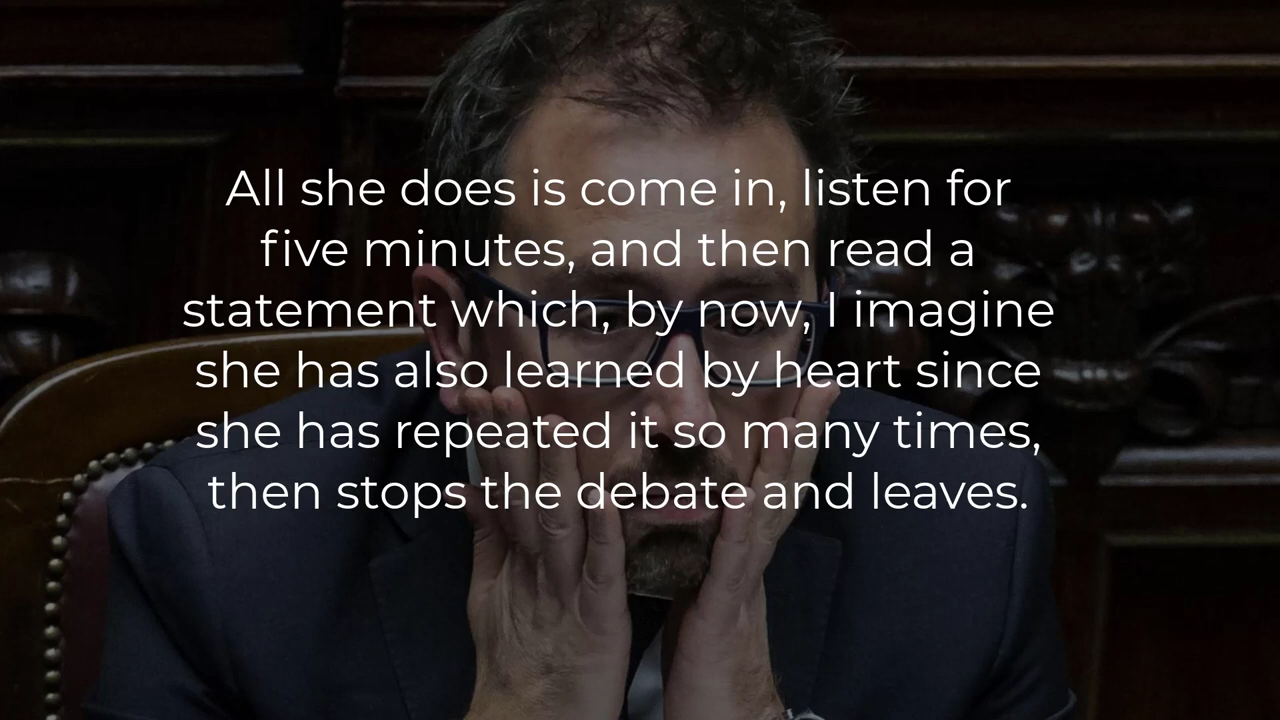 All she does is come in, listen for
five minutes, and then read a
statement which, by now, I imagine
she has also learned by heart since
she has repeated it so many times,
then stops the debate and leaves.